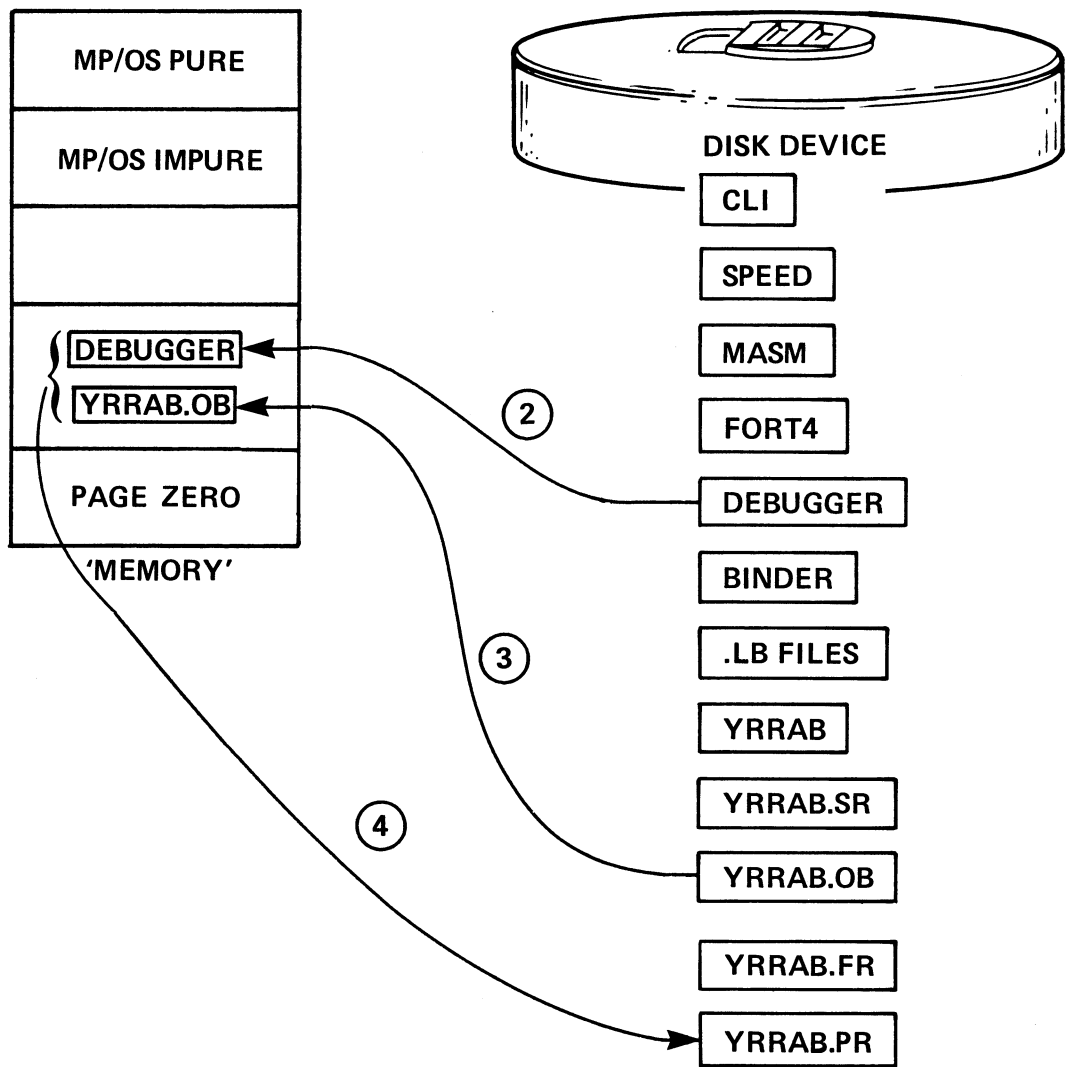 MP/OS PURE
MP/OS IMPURE
DEBUGGER
YRRAB.OB
PAGE ZERO
'MEMORY'
DISK DEVICE
CLI
SPEED
MASM
FORT4
DEBUGGER
BINDER
.LB FILES
YRRAB
YRRAB.SR
YRRAB.OB
YRRAB.FR
YRRAB.PR
2
3
4